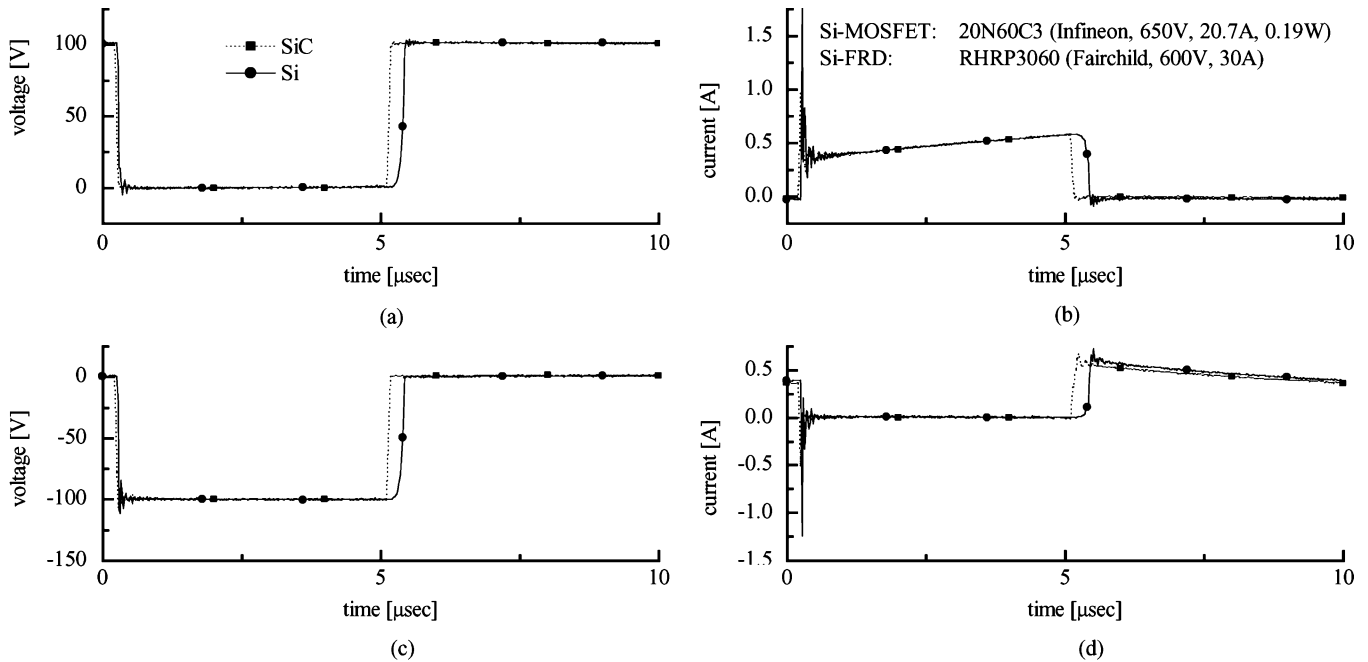 100
50
0
voltage [V]
SiC
Si
0
5
10
time [μsec]
(a)
1.5
1.0
0.5
0.0
current [A]
Si-MOSFET: 20N60C3 (Infineon, 650V, 20.7A, 0.19W)
Si-FRD: RHRP3060 (Fairchild, 600V, 30A)
0
5
10
time [μsec]
(b)
0
-50
-100
-150
voltage [V]
0
5
10
time [μsec]
(c)
0.5
0.0
-0.5
-1.0
-1.5
current [A]
0
5
10
time [μsec]
(d)